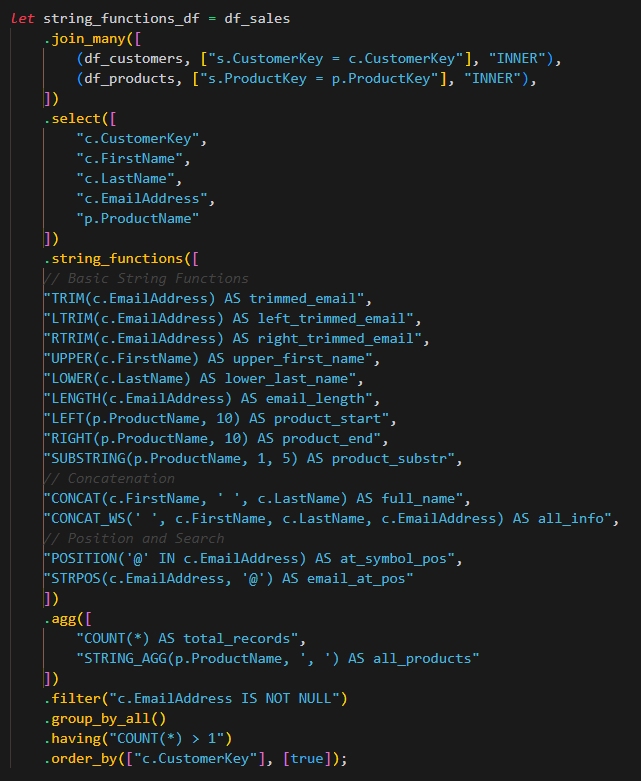 let string_functions_df = df_sales
    .join_many([
        (df_customers, ["s.CustomerKey = c.CustomerKey"], "INNER"),
        (df_products, ["s.ProductKey = p.ProductKey"], "INNER"),
    ])
    .select([
        "c.CustomerKey",
        "c.FirstName",
        "c.LastName",
        "c.EmailAddress",
        "p.ProductName"
    ])
    .string_functions([
    // Basic String Functions
    "TRIM(c.EmailAddress) AS trimmed_email",
    "LTRIM(c.EmailAddress) AS left_trimmed_email",
    "RTRIM(c.EmailAddress) AS right_trimmed_email",
    "UPPER(c.FirstName) AS upper_first_name",
    "LOWER(c.LastName) AS lower_last_name",
    "LENGTH(c.EmailAddress) AS email_length",
    "LEFT(p.ProductName, 10) AS product_start",
    "RIGHT(p.ProductName, 10) AS product_end",
    "SUBSTRING(p.ProductName, 1, 5) AS product_substr",
    // Concatenation
    "CONCAT(c.FirstName, ' ', c.LastName) AS full_name",
    "CONCAT_WS(' ', c.FirstName, c.LastName, c.EmailAddress) AS all_info",
    // Position and Search
    "POSITION('@' IN c.EmailAddress) AS at_symbol_pos",
    "STRPOS(c.EmailAddress, '@') AS email_at_pos"
    ])
    .agg([
        "COUNT(*) AS total_records",
        "STRING_AGG(p.ProductName, ', ') AS all_products"
    ])
    .filter("c.EmailAddress IS NOT NULL")
    .group_by_all()
    .having("COUNT(*) > 1")
    .order_by(["c.CustomerKey"], [true]);